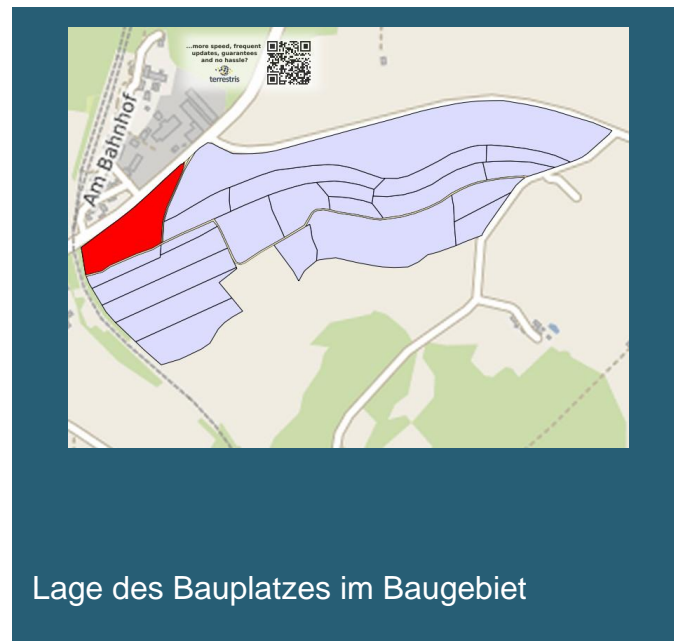 ...more speed, frequent
updates, guarantees
and no hassle?
terrestris
Am Bahnhof
Lage des Bauplatzes im Baugebiet